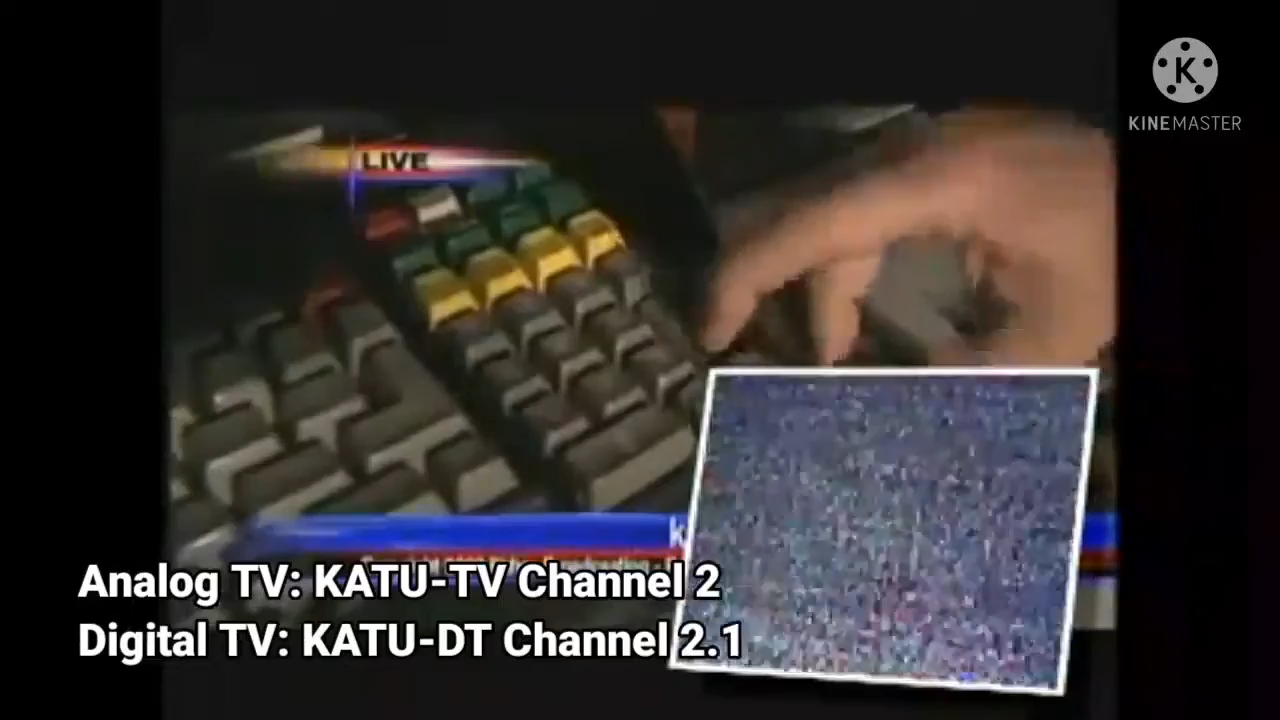 KINEMASTER
LIVE
Analog TV: KATU-TV Channel 2
Digital TV: KATU-DT Channel 2.1